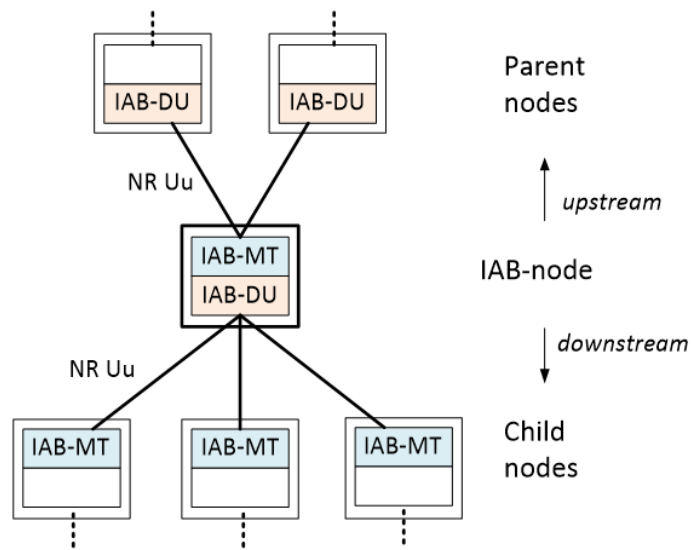 IAB-DU
IAB-DU
Parent
nodes
NR Uu
upstream
IAB-MT
IAB-DU
IAB-node
downstream
NR Uu
IAB-MT
IAB-MT
IAB-MT
Child
nodes